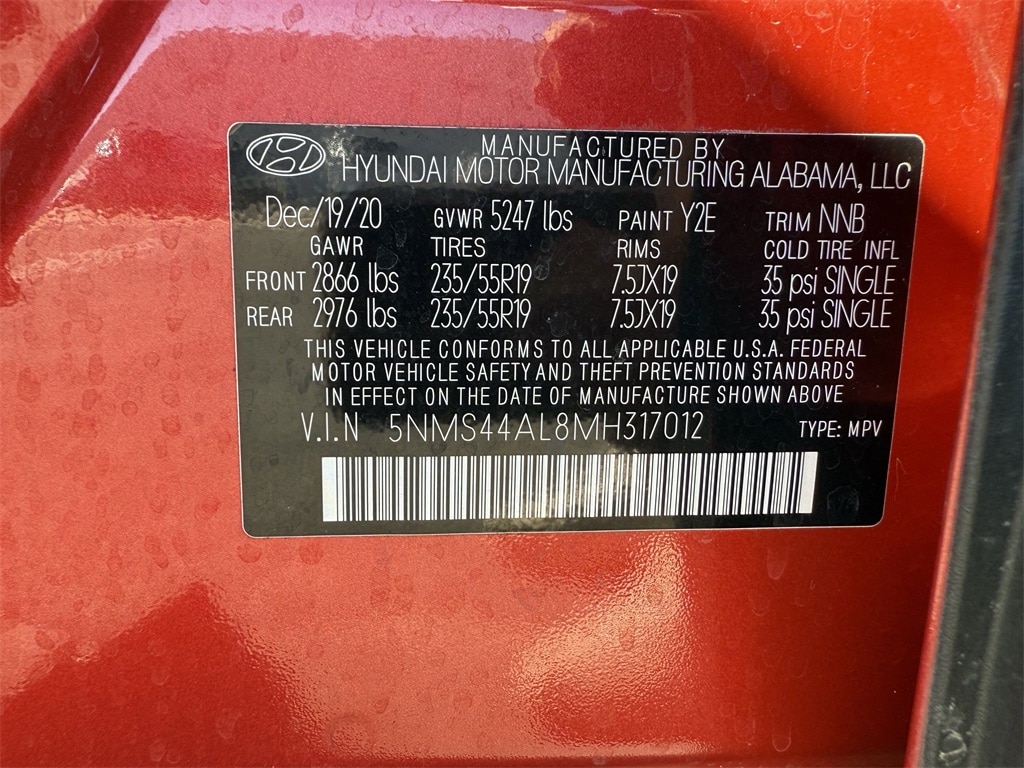 MANUFACTURED BY
HYUNDAI MOTOR MANUFACTURING ALABAMA, LLC
Dec/19/20 GVWR 5247 lbs PAINT Y2E TRIM NNB
GAWR TIRES RIMS COLD TIRE INFL
FRONT 2866 lbs 235/55R19 7.5JX19 35 psi SINGLE
REAR 2976 lbs 235/55R19 7.5JX19 35 psi SINGLE
THIS VEHICLE CONFORMS TO ALL APPLICABLE U.S.A. FEDERAL
MOTOR VEHICLE SAFETY AND THEFT PREVENTION STANDARDS
IN EFFECT ON THE DATE OF MANUFACTURE SHOWN ABOVE
V.I.N 5NMS44AL8MH317012 TYPE: MPV